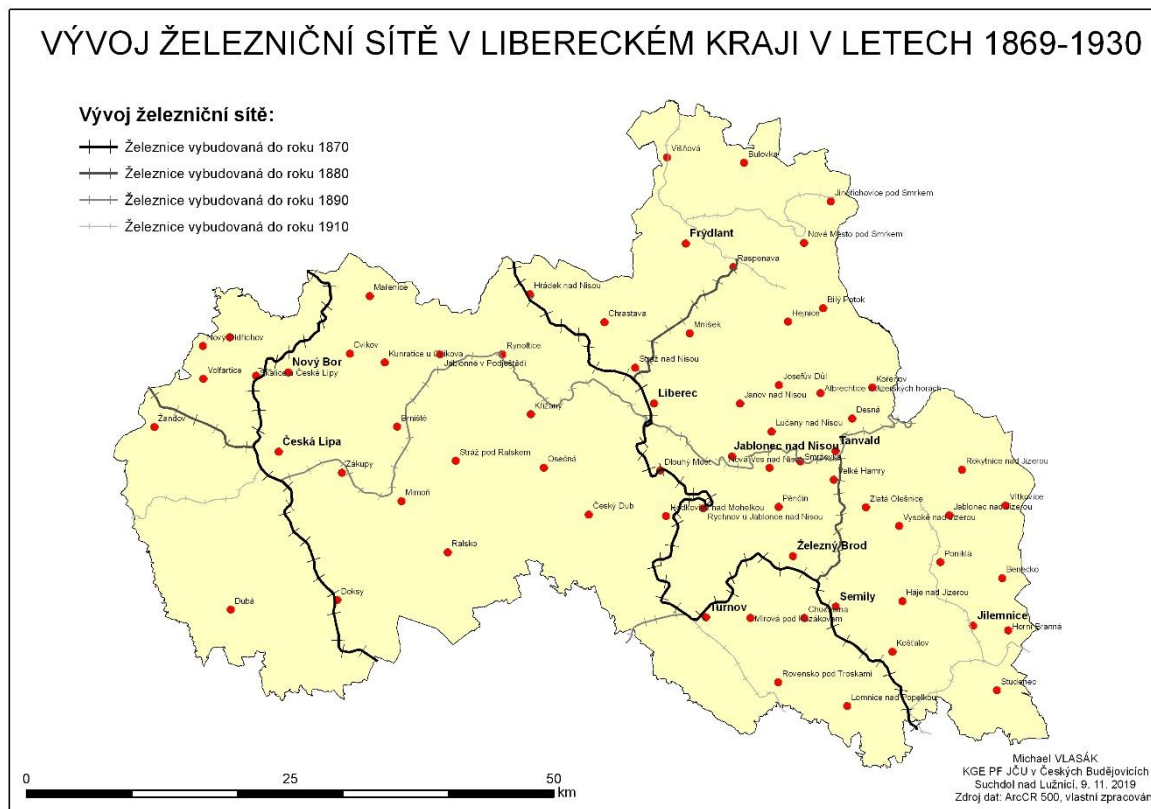 VÝVOJ ŽELEZNIČNÍ SÍTĚ V LIBERECKÉM KRAJI V LETECH 1869-1930
Vývoj železniční sítě:
Železnice vybudovaná do roku 1870
Železnice vybudovaná do roku 1880
Železnice vybudovaná do roku 1890
Železnice vybudovaná do roku 1910
Višňová
Bulovka
Jindřichovice pod Smrkem
Frýdlant
Nové Město pod Smrkem
Raspenava
Mařenice
Hrádek nad Nisou
Bílý Potok
Chrastava
Hejnice
Mníšek
Nový Oldřichov
Cvikov
Kunratice u Cvikova
Jablonné v Podještědí
Rynoltice
Nový Bor
Stráž nad Nisou
Volfartice
Skalice u České Lípy
Josefův Důl
Kořenov
Albrechtice v Jizerských horách
Liberec
Janov nad Nisou
Křižany
Desná
Žandov
Brniště
Lučany nad Nisou
Česká Lípa
Jablonec nad Nisou
Tanvald
Nová Ves nad Nisou
Smržovka
Stráž pod Ralskem
Osečná
Dlouhý Most
Rokytnice nad Jizerou
Zákupy
Velké Hamry
Mimoň
Český Dub
Hodkovice nad Mohelkou
Rychnov u Jablonce nad Nisou
Pěnčín
Zlatá Olešnice
Vysoké nad Jizerou
Jablonec nad Jizerou
Vítkovice
Ralsko
Železný Brod
Poniklá
Benecko
Doksy
Dubá
Semily
Háje nad Jizerou
Turnov
Mírová pod Kozákovem
Chuchelna
Jilemnice
Horní Branná
Košťálov
Rovensko pod Troskami
Studenec
Lomnice nad Popelkou
0 25 50
km
Michael VLASÁK
KGE PF JČU v Českých Budějovicích
Suchdol nad Lužnicí, 9. 11. 2019
Zdroj dat: ArcCR 500, vlastní zpracován